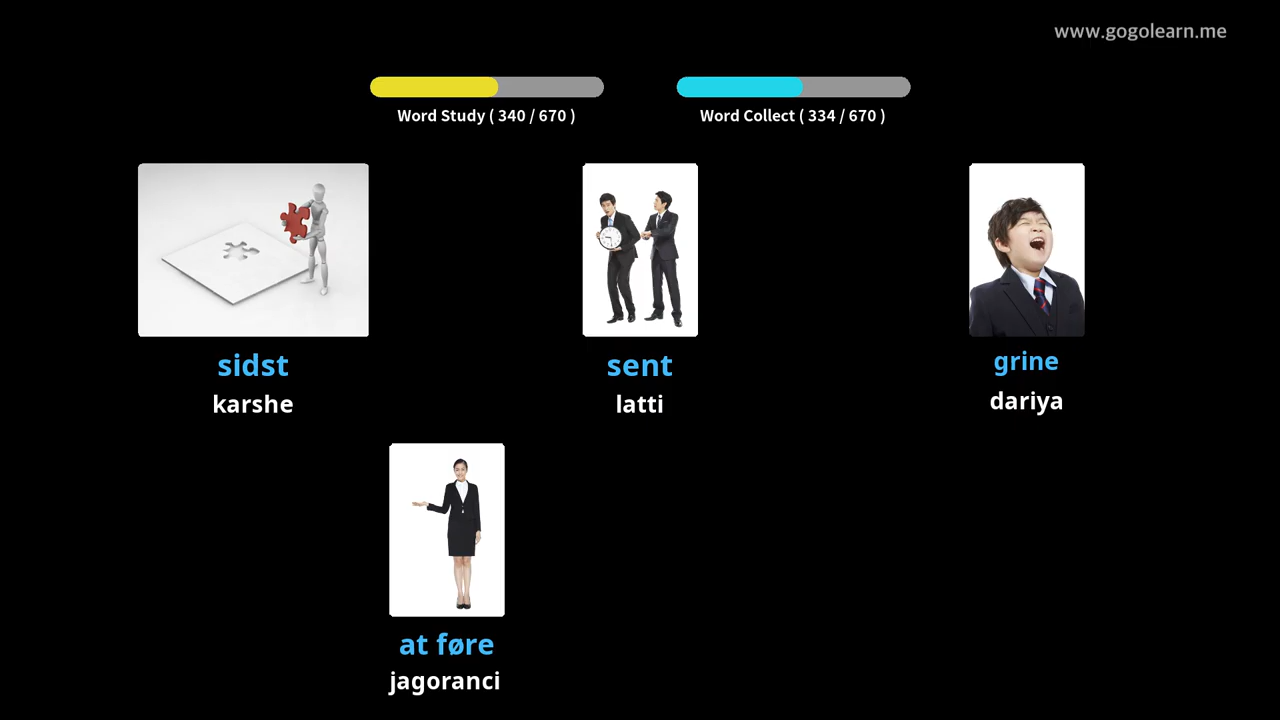 www.gogolearn.me
Word Study ( 340 / 670 )
Word Collect ( 334 / 670 )
sidst
karshe
sent
latti
grine
dariya
at føre
jagoranci